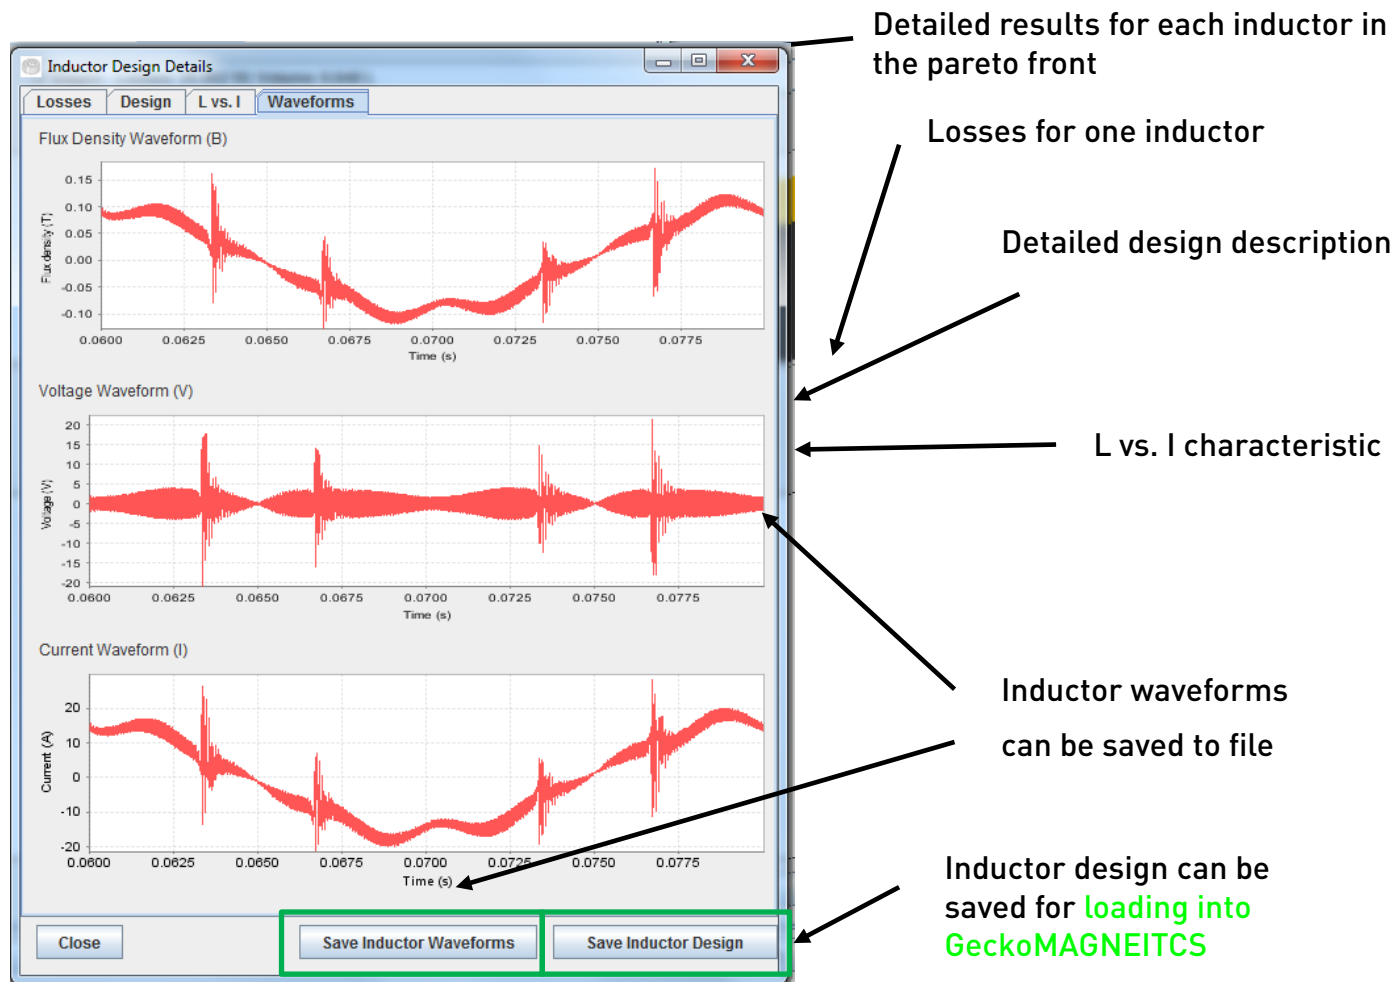 Detailed results for each inductor in
the pareto front
Inductor Design Details
Losses
Design
L vs. I
Waveforms
Losses for one inductor
Flux Density Waveform (B)
0.15
0.10
0.05
0.00
-0.05
-0.10
Flux density (T)
0.0600 0.0625 0.0650 0.0675 0.0700 0.0725 0.0750 0.0775
Time (s)
Detailed design description
Voltage Waveform (V)
20
15
10
5
0
-5
-10
-15
-20
Voltage (V)
0.0600 0.0625 0.0650 0.0675 0.0700 0.0725 0.0750 0.0775
Time (s)
L vs. I characteristic
Current Waveform (I)
20
10
0
-10
-20
Current (A)
0.0600 0.0625 0.0650 0.0675 0.0700 0.0725 0.0750 0.0775
Time (s)
Inductor waveforms
can be saved to file
Inductor design can be
saved for loading into
GeckoMAGNEITCS
Close
Save Inductor Waveforms
Save Inductor Design